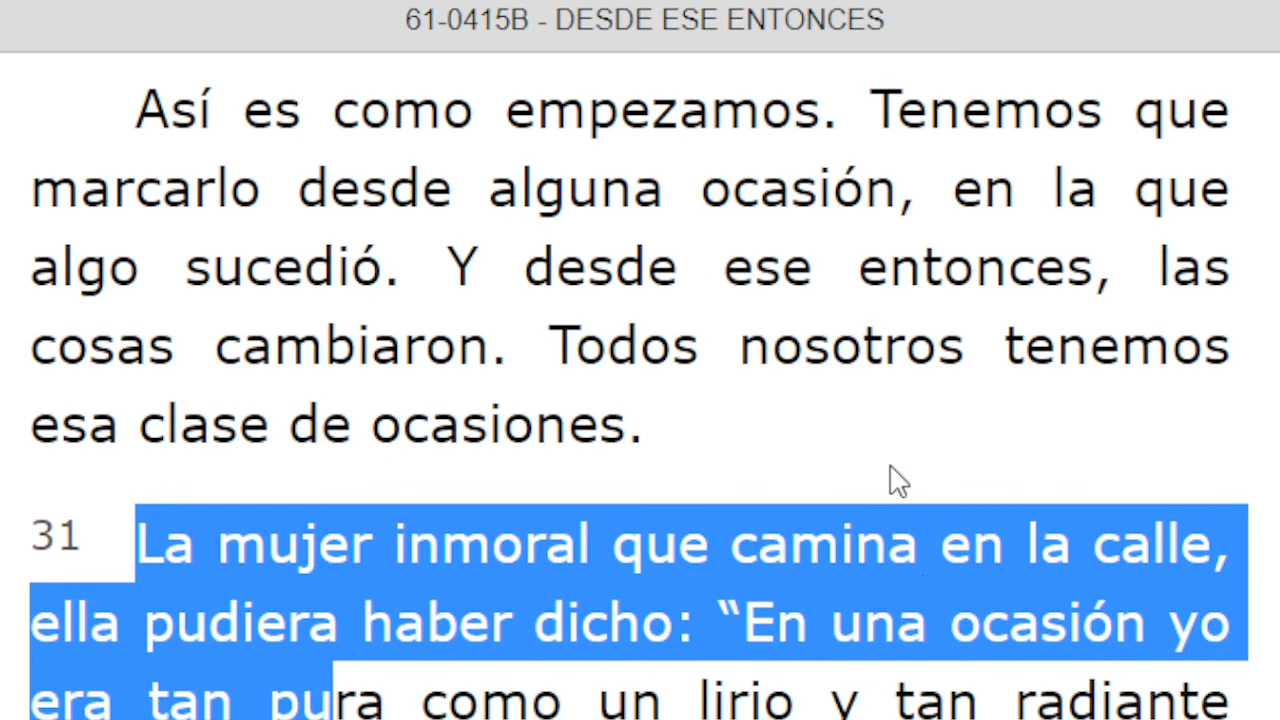 61-0415B - DESDE ESE ENTONCES
Así es como empezamos. Tenemos que
marcarlo desde alguna ocasión, en la que
algo sucedió. Y desde ese entonces, las
cosas cambiaron. Todos nosotros tenemos
esa clase de ocasiones.
31 La mujer inmoral que camina en la calle,
ella pudiera haber dicho: “En una ocasión yo
era tan pura como un lirio y tan radiante